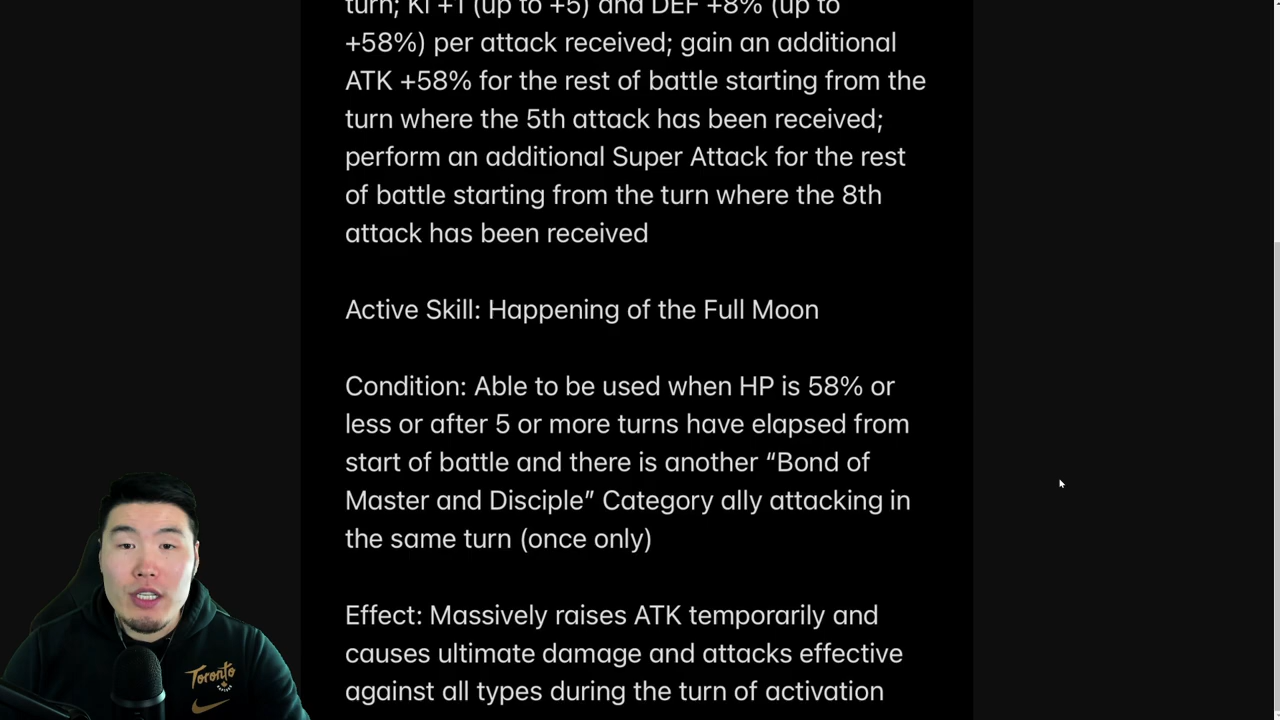 turn; Ki +1 (up to +5) and DEF +8% (up to
+58%) per attack received; gain an additional
ATK +58% for the rest of battle starting from the
turn where the 5th attack has been received;
perform an additional Super Attack for the rest
of battle starting from the turn where the 8th
attack has been received
Active Skill: Happening of the Full Moon
Condition: Able to be used when HP is 58% or
less or after 5 or more turns have elapsed from
start of battle and there is another “Bond of
Master and Disciple” Category ally attacking in
the same turn (once only)
Effect: Massively raises ATK temporarily and
causes ultimate damage and attacks effective
against all types during the turn of activation
Toronto